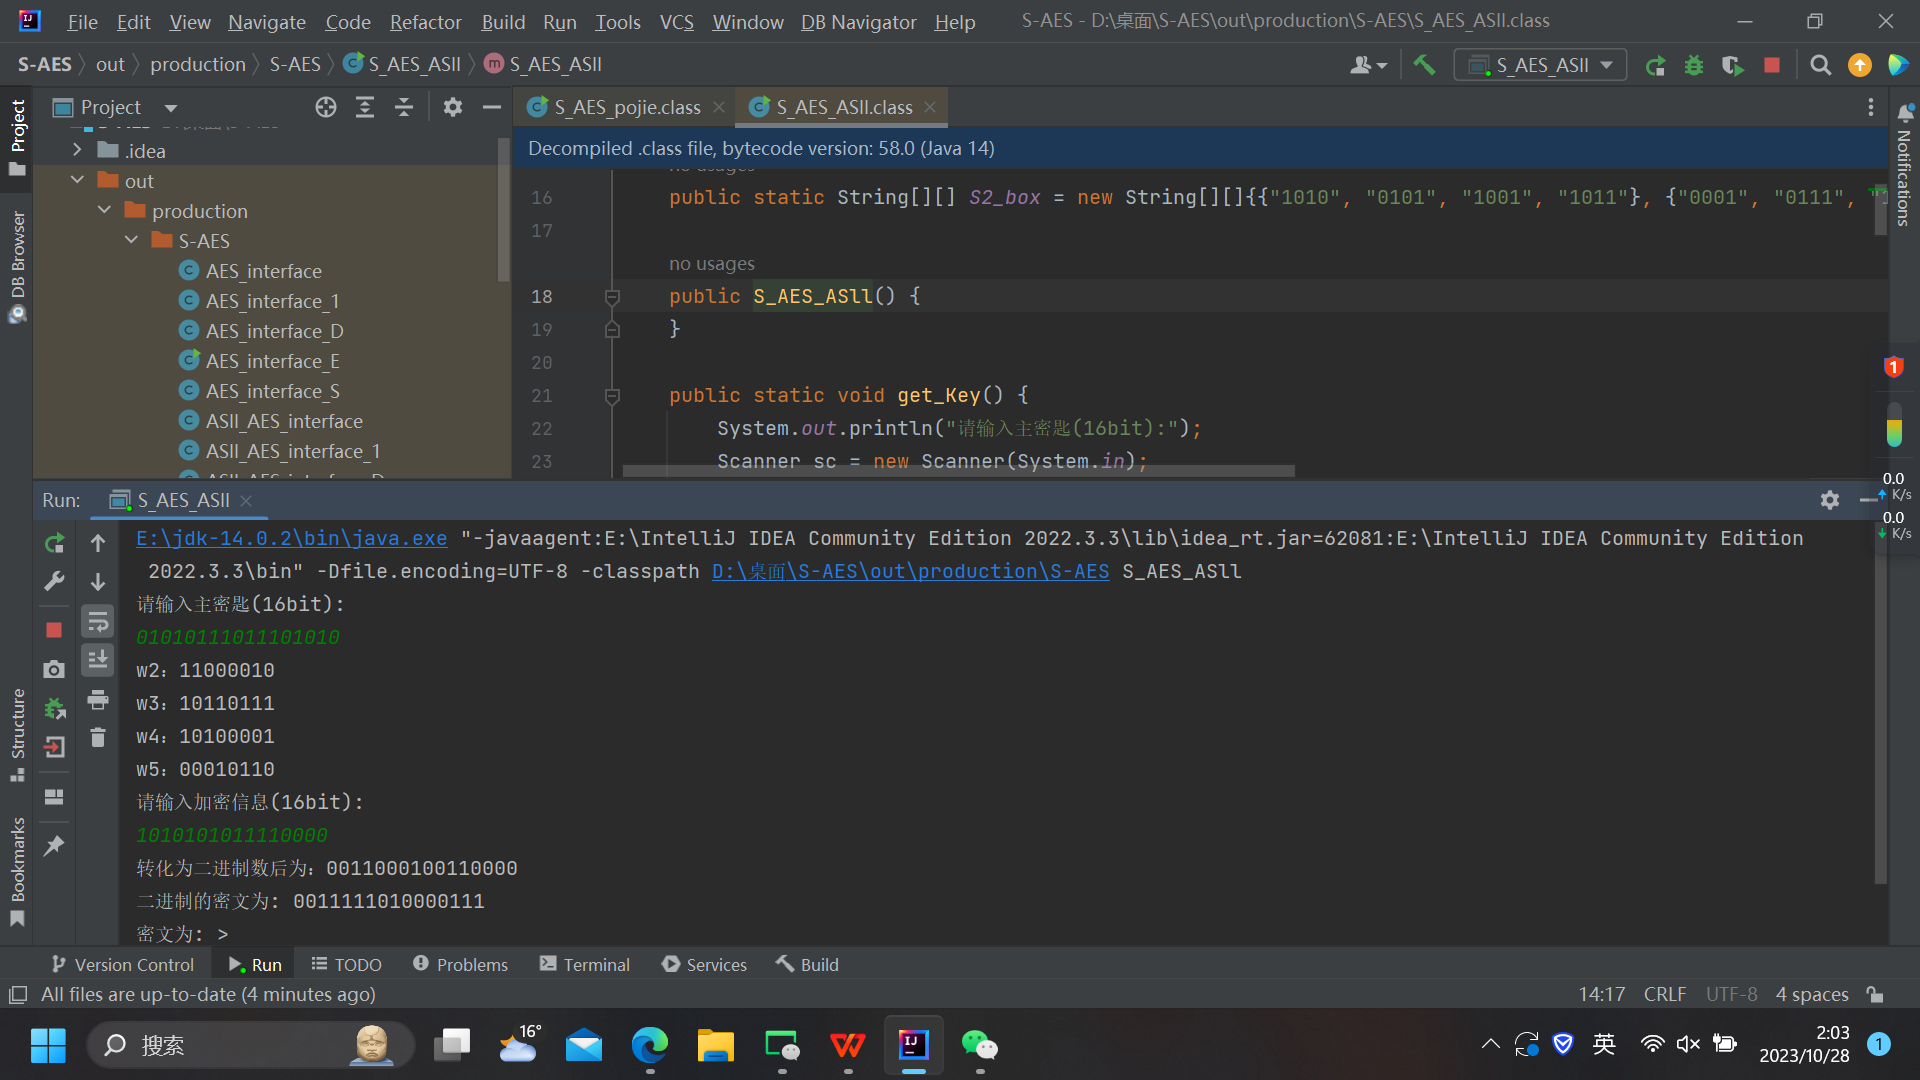 File Edit View Navigate Code Refactor Build Run Tools VCS Window DB Navigator Help S-AES - D:\桌面\S-AES\out\production\S-AES\S_AES_ASll.class
S-AES out production S-AES S_AES_ASll S_AES_ASll S_AES_ASll
Project S_AES_pojie.class S_AES_ASll.class
Decompiled .class file, bytecode version: 58.0 (Java 14)
.idea
out
production
S-AES
AES_interface
AES_interface_1
AES_interface_D
AES_interface_E
AES_interface_S
ASll_AES_interface
ASll_AES_interface_1
no usages
16 public static String[][] S2_box = new String[][]{{"1010", "0101", "1001", "1011"}, {"0001", "0111",
17
no usages
18 public S_AES_ASll() {
19 }
20
21 public static void get_Key() {
22 System.out.println("请输入主密匙(16bit):");
23 Scanner sc = new Scanner(System.in);
Project
DB Browser
Structure
Bookmarks
Notifications
1
0.0
K/s
0.0
K/s
Run: S_AES_ASll
E:\jdk-14.0.2\bin\java.exe "-javaagent:E:\IntelliJ IDEA Community Edition 2022.3.3\lib\idea_rt.jar=62081:E:\IntelliJ IDEA Community Edition
2022.3.3\bin" -Dfile.encoding=UTF-8 -classpath D:\桌面\S-AES\out\production\S-AES S_AES_ASll
请输入主密匙(16bit):
01010111011101010
w2: 11000010
w3: 10110111
w4: 10100001
w5: 00010110
请输入加密信息(16bit):
1010101011110000
转化为二进制数后为: 0011000100110000
二进制的密文为: 0011111010000111
密文为: >
Version Control Run TODO Problems Terminal Services Build
All files are up-to-date (4 minutes ago) 14:17 CRLF UTF-8 4 spaces
搜索 16° 英 2:03
2023/10/28 1